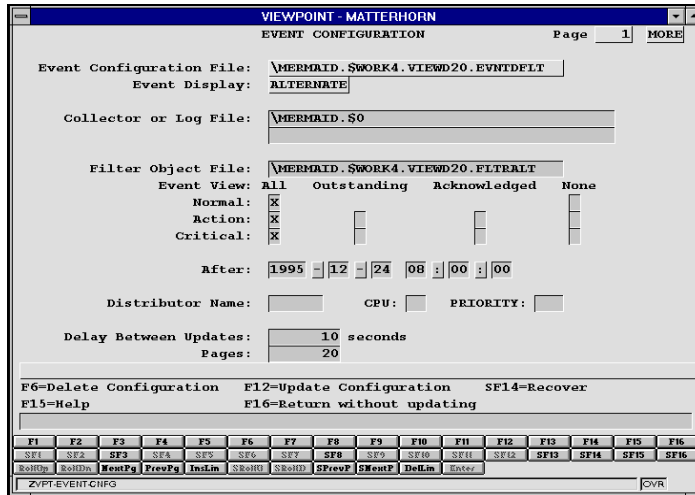 VIEWPOINT - MATTERHORN
EVENT CONFIGURATION Page 1 MORE
Event Configuration File: \MERMAID.$WORK4.VIEWD20.EVNTDFLT
Event Display: ALTERNATE
Collector or Log File: \MERMAID.$0
Filter Object File: \MERMAID.$WORK4.VIEWD20.FLTRALT
Event View: All Outstanding Acknowledged None
Normal: X
Action: X
Critical: X
After: 1995 - 12 - 24 08 : 00 : 00
Distributor Name: CPU: PRIORITY:
Delay Between Updates: 10 seconds
Pages: 20
F6=Delete Configuration F12=Update Configuration SF14=Recover
F15=Help F16=Return without updating
F1 F2 F3 F4 F5 F6 F7 F8 F9 F10 F11 F12 F13 F14 F15 F16
SF1 SF2 SF3 SF4 SF5 SF6 SF7 SF8 SF9 SF10 SF11 SF12 SF13 SF14 SF15 SF16
RollUp RollDn NextPg PrevPg InsLin SRollU SRollD SPrevP SNextP DelLin Enter
ZVPT-EVENT-CNFG OVR